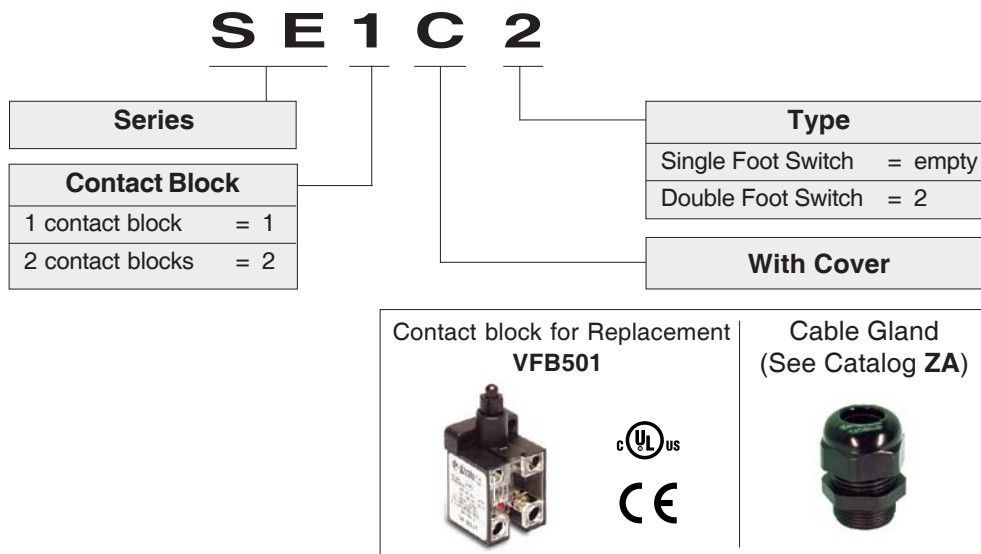 S E 1 C 2
Series
Contact Block
1 contact block = 1
2 contact blocks = 2
Type
Single Foot Switch = empty
Double Foot Switch = 2
With Cover
Contact block for Replacement
VFB501
c UL us
CE
Cable Gland
(See Catalog ZA)